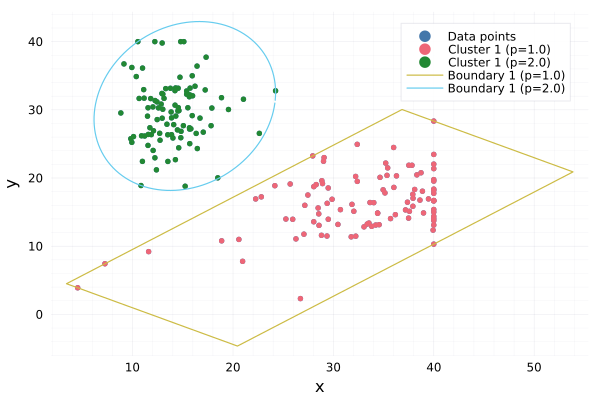 Data points
Cluster 1 (p=1.0)
Cluster 1 (p=2.0)
Boundary 1 (p=1.0)
Boundary 1 (p=2.0)
40
30
20
10
0
y
10 20 30 40 50
x